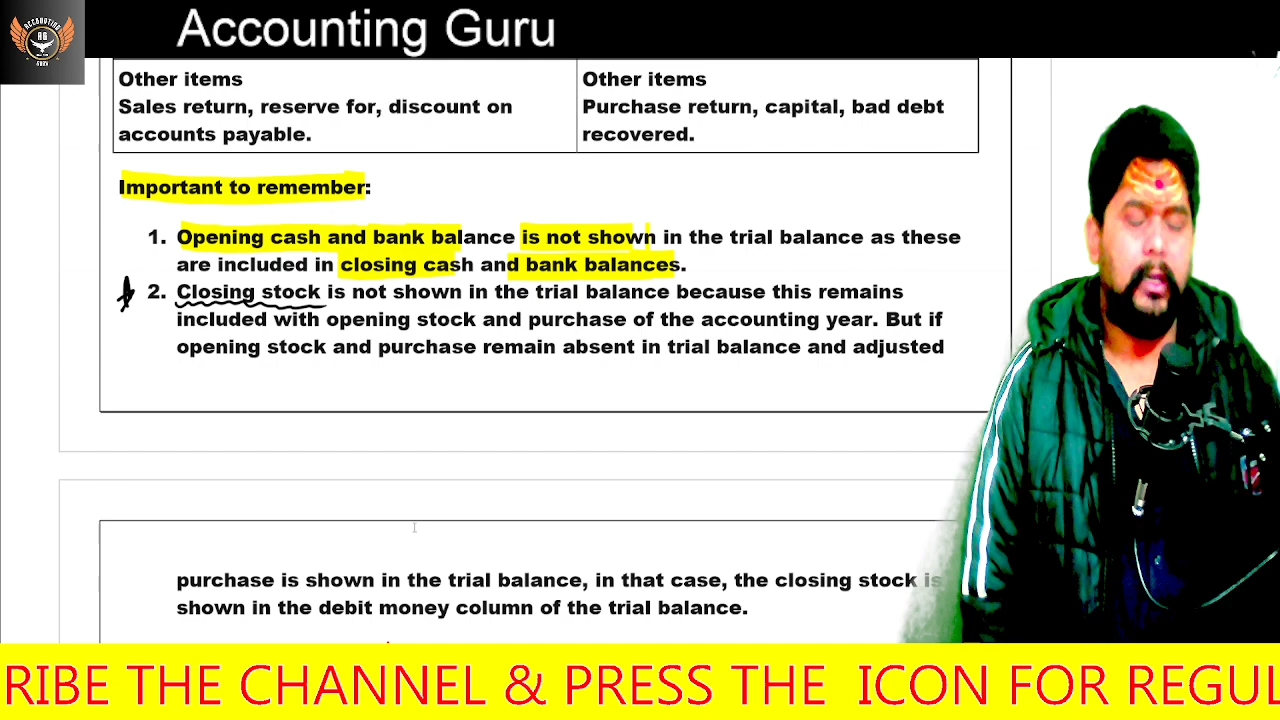 Accounting Guru
ACCOUNTING
AG
GURU
Other items
Sales return, reserve for, discount on
accounts payable.
Other items
Purchase return, capital, bad debt
recovered.
Important to remember:
1. Opening cash and bank balance is not shown in the trial balance as these
are included in closing cash and bank balances.
2. Closing stock is not shown in the trial balance because this remains
included with opening stock and purchase of the accounting year. But if
opening stock and purchase remain absent in trial balance and adjusted
purchase is shown in the trial balance, in that case, the closing stock is
shown in the debit money column of the trial balance.
RIBE THE CHANNEL & PRESS THE ICON FOR REGUL